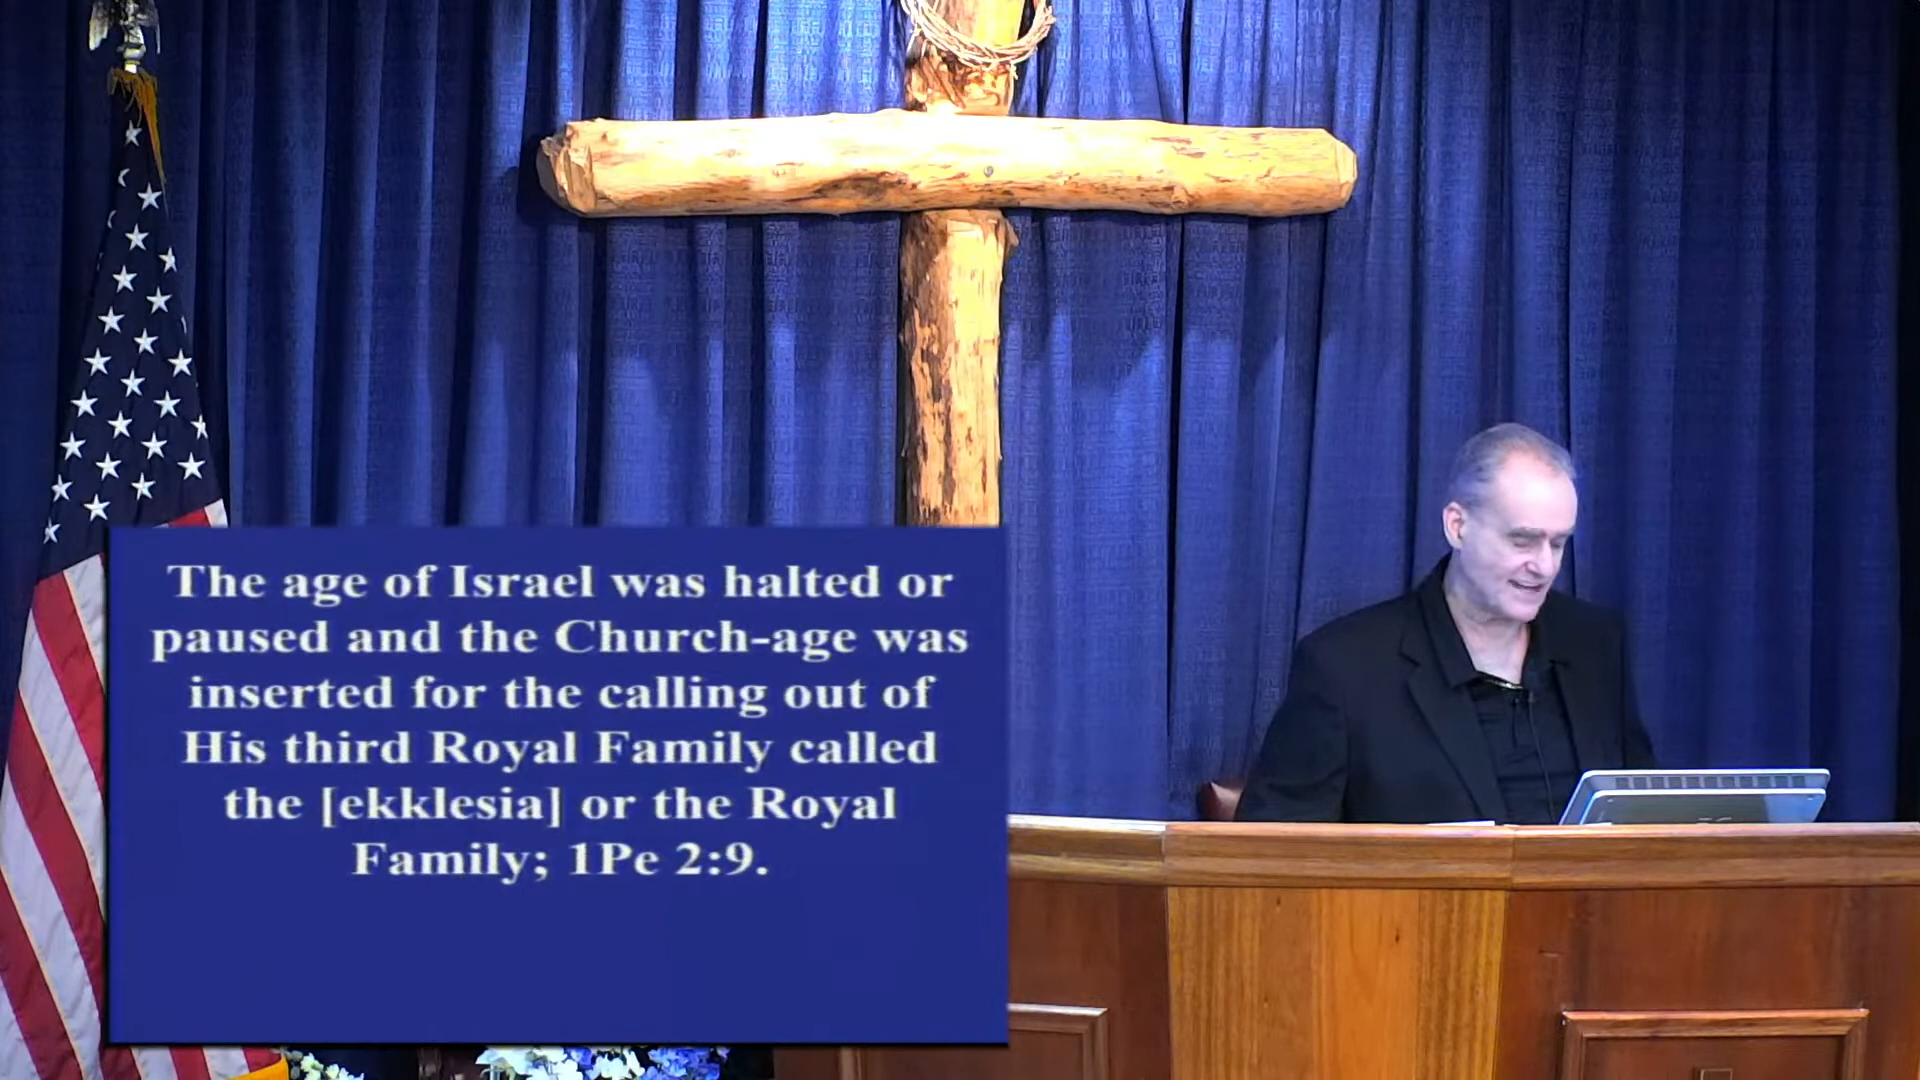 The age of Israel was halted or
paused and the Church-age was
inserted for the calling out of
His third Royal Family called
the [ekklesia] or the Royal
Family; 1Pe 2:9.